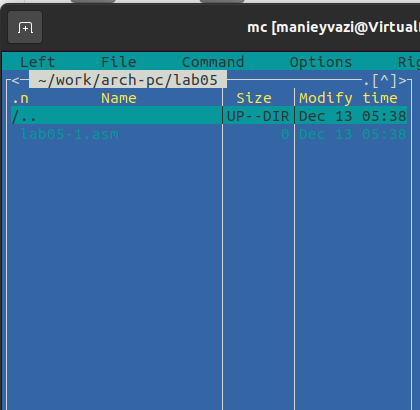 mc [manieyvazi@Virtual
Left File Command Options Rig
<- ~/work/arch-pc/lab05 .[^]>
.n Name Size Modify time
/.. UP--DIR Dec 13 05:38
lab05-1.asm 0 Dec 13 05:38